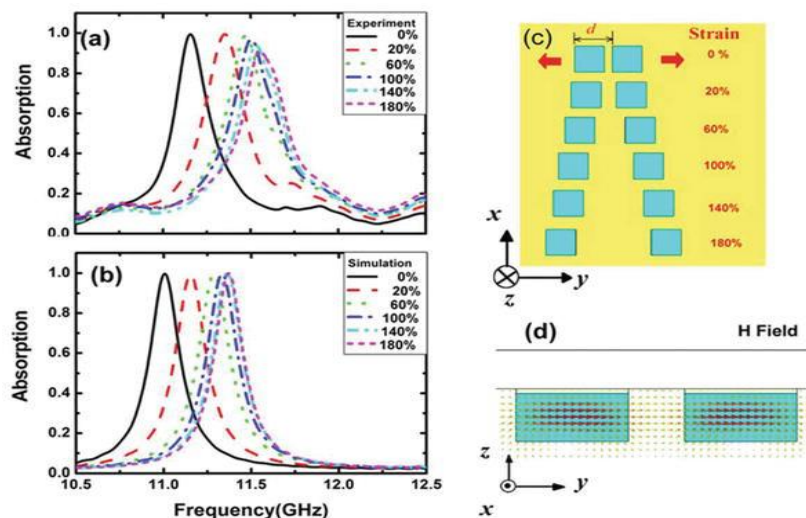 (a)
Experiment
0%
20%
60%
100%
140%
180%
Absorption
1.0
0.8
0.6
0.4
0.2
0.0
(b)
Simulation
0%
20%
60%
100%
140%
180%
Absorption
1.0
0.8
0.6
0.4
0.2
0.0
10.5 11.0 11.5 12.0 12.5
Frequency(GHz)
(c)
d
Strain
0 %
20%
60%
100%
140%
180%
x
z
y
(d) H Field
z
x
y